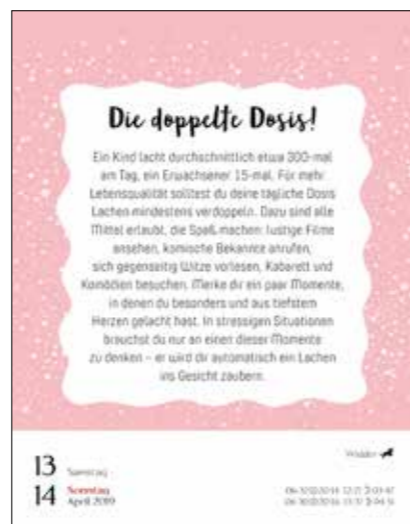 Die doppelte Dosis!
Ein Kind lacht durchschnittlich etwa 300-mal
am Tag, ein Erwachsener 15-mal. Für mehr
Lebensqualität solltest du deine tägliche Dosis
Lachen mindestens verdoppeln. Dazu sind alle
Mittel erlaubt, die Spaß machen: lustige Filme
ansehen, komische Bekannte anrufen,
sich gegenseitig Witze vorlesen, Kabarett und
Komödien besuchen. Merke dir ein paar Momente,
in denen du besonders und aus tiefstem
Herzen gelacht hast. In stressigen Situationen
brauchst du nur an einen dieser Momente
zu denken – er wird dir automatisch ein Lachen
ins Gesicht zaubern.
13 Samstag
14 Sonntag
April 2019